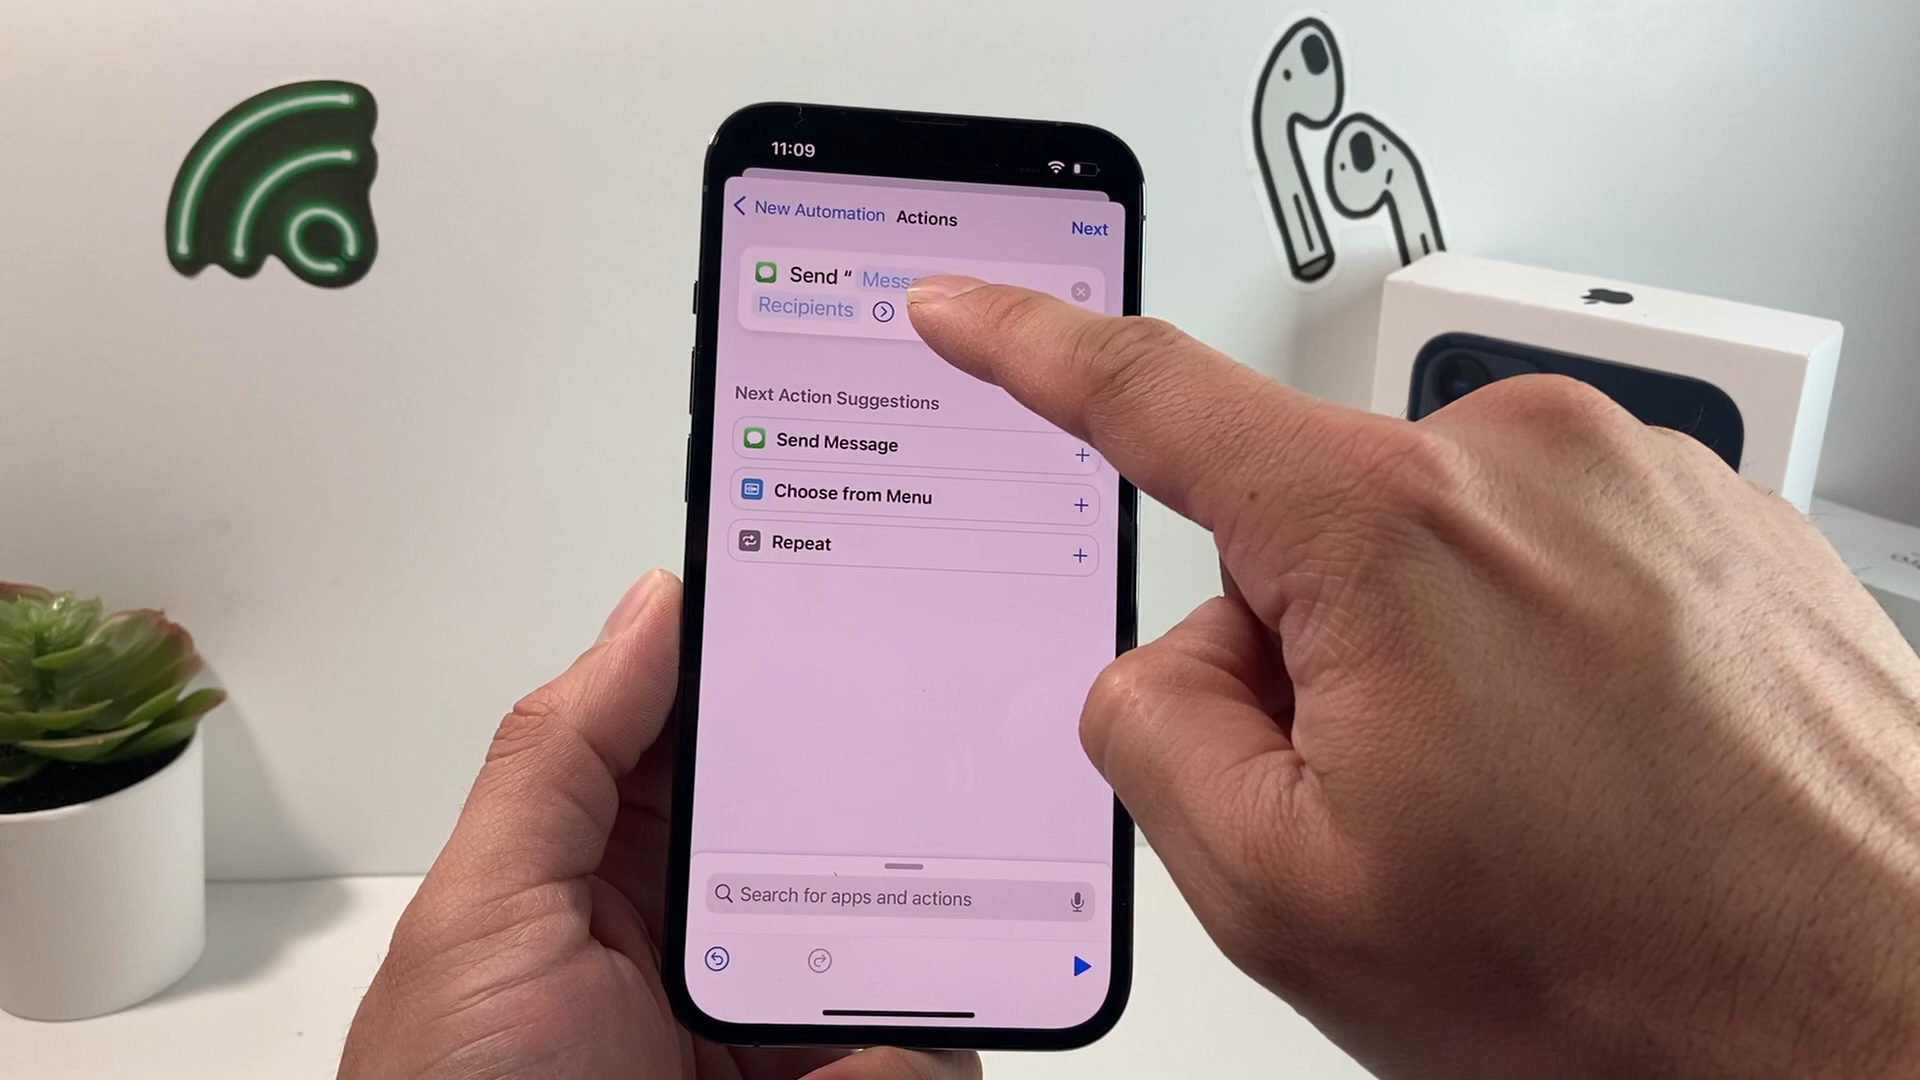 11:09
New Automation Actions
Next
Send “
Recipients
Next Action Suggestions
Send Message
Choose from Menu
Repeat
Search for apps and actions